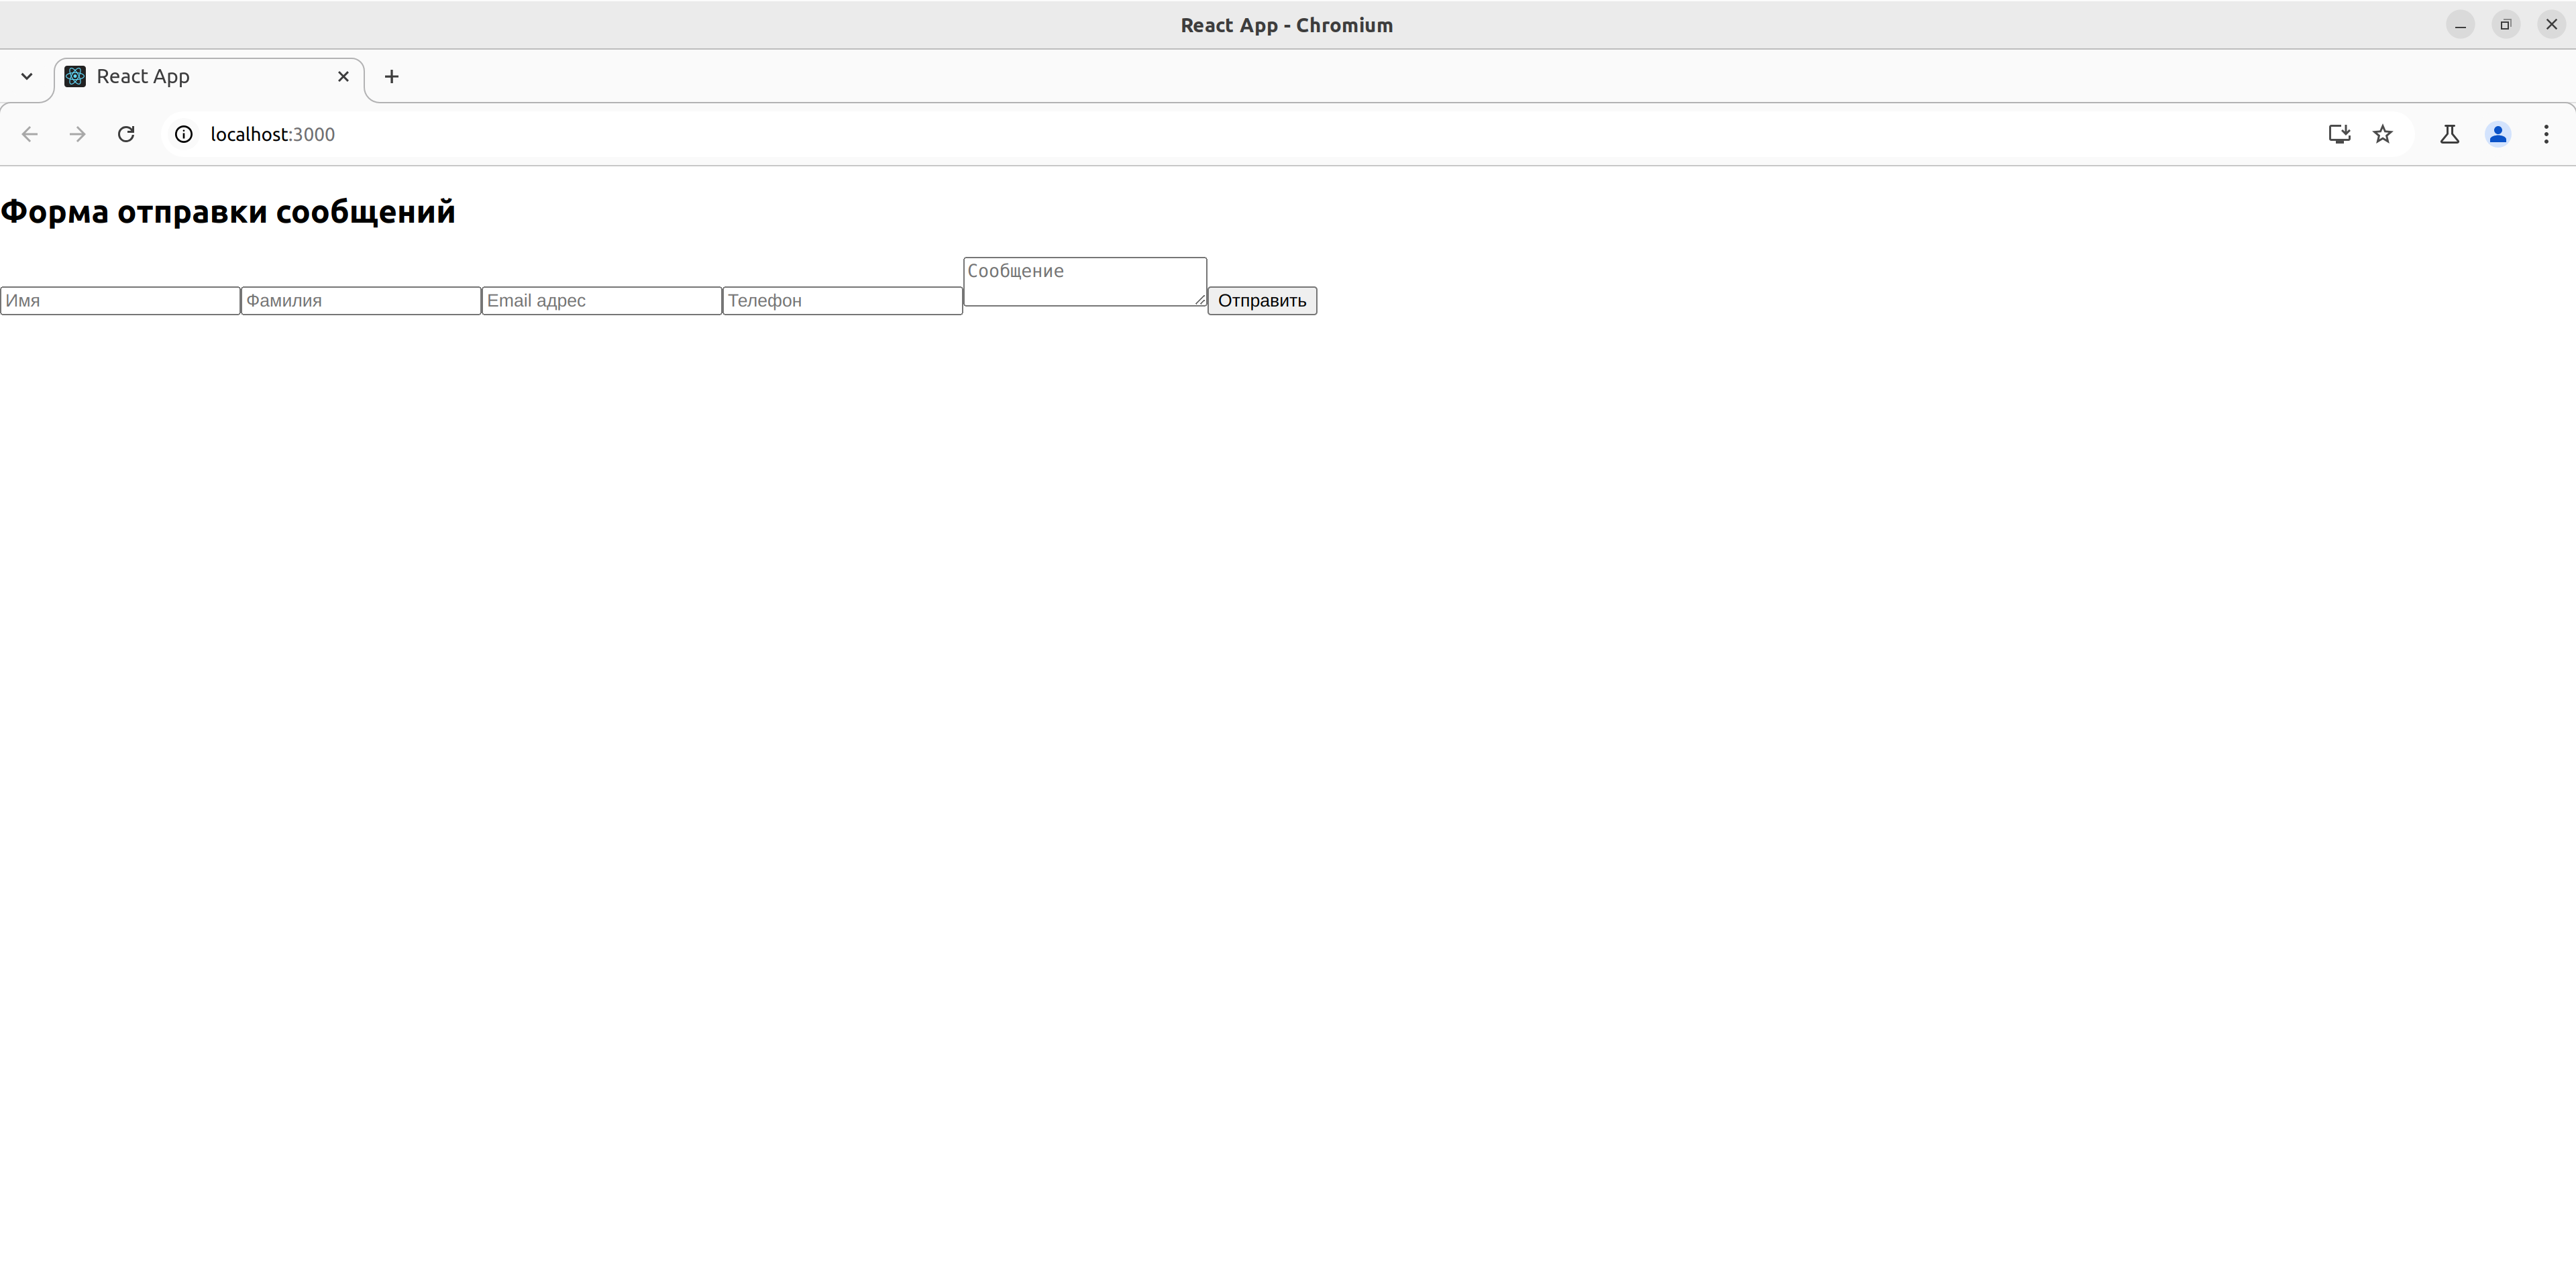 React App - Chromium
React App
localhost:3000
Форма отправки сообщений
Имя Фамилия Email адрес Телефон Сообщение Отправить